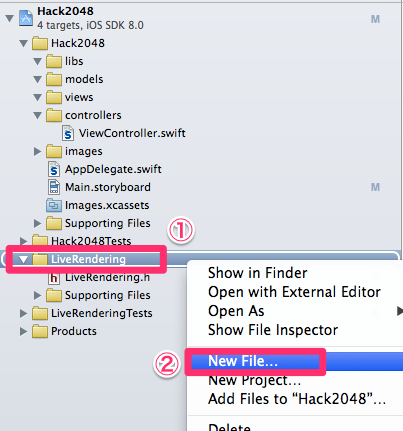 Hack2048
4 targets, iOS SDK 8.0
M
Hack2048
libs
models
views
controllers
ViewController.swift
images
AppDelegate.swift
Main.storyboard
M
Images.xcassets
Supporting Files
①
Hack2048Tests
LiveRendering
h
LiveRendering.h
Supporting Files
LiveRenderingTests
Products
Show in Finder
Open with External Editor
Open As
Show File Inspector
②
New File...
New Project...
Add Files to “Hack2048”...
Delete